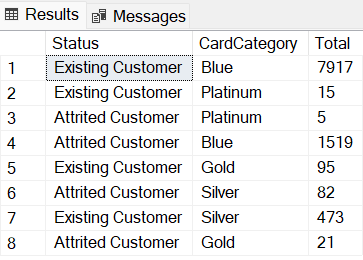 Results Messages
Status CardCategory Total
1 Existing Customer Blue 7917
2 Existing Customer Platinum 15
3 Attrited Customer Platinum 5
4 Attrited Customer Blue 1519
5 Existing Customer Gold 95
6 Attrited Customer Silver 82
7 Existing Customer Silver 473
8 Attrited Customer Gold 21